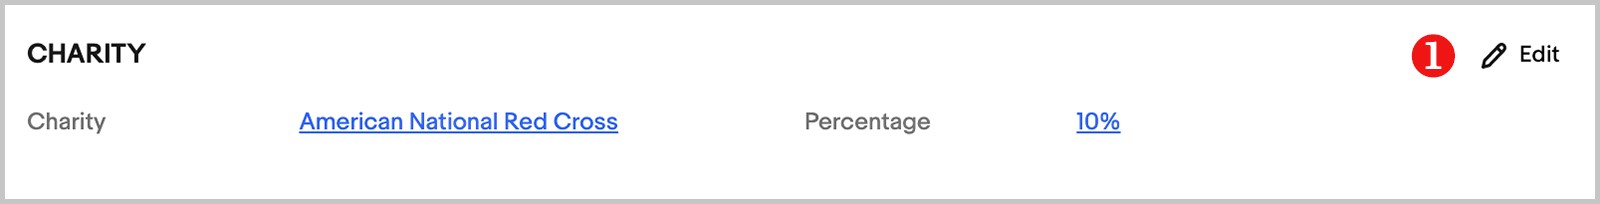 CHARITY 1 Edit
Charity American National Red Cross Percentage 10%